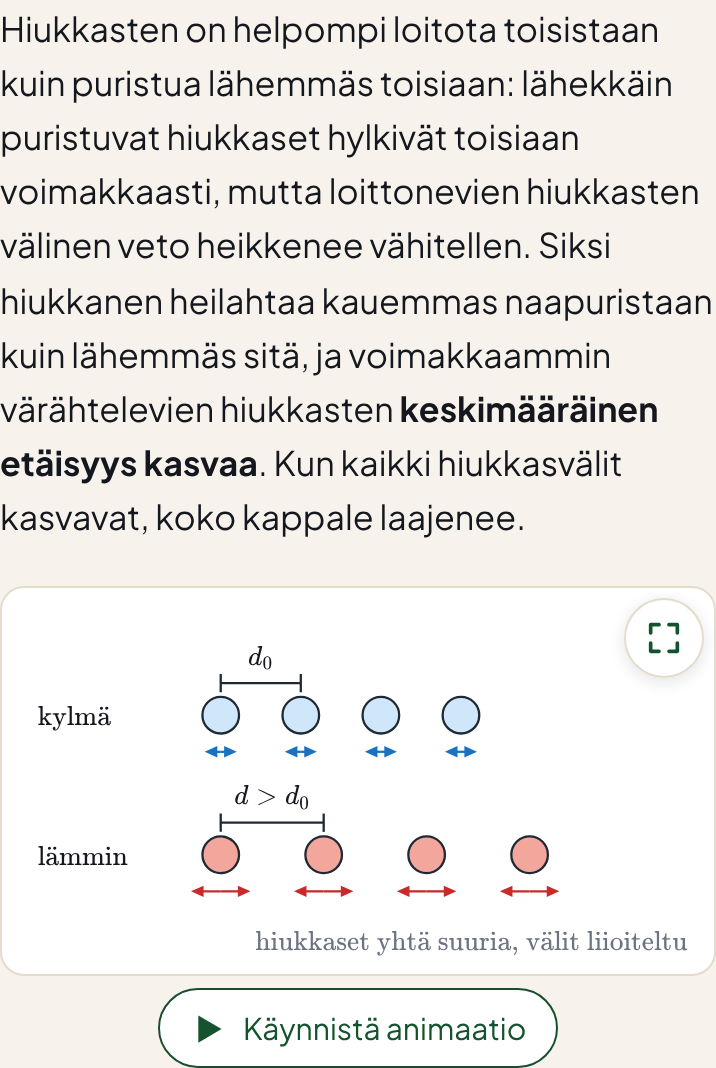 Hiukkasten on helpompi loitota toisistaan
kuin puristua lähemmäs toisiaan: lähekkäin
puristuvat hiukkaset hylkivät toisiaan
voimakkaasti, mutta loittonevien hiukkasten
välinen veto heikkenee vähitellen. Siksi
hiukkanen heilahtaa kauemmas naapuristaan
kuin lähemmäs sitä, ja voimakkaammin
värähtelevien hiukkasten keskimääräinen
etäisyys kasvaa. Kun kaikki hiukkasvälit
kasvavat, koko kappale laajenee.
d₀
kylmä
d > d₀
lämmin
hiukkaset yhtä suuria, välit liioiteltu
Käynnistä animaatio